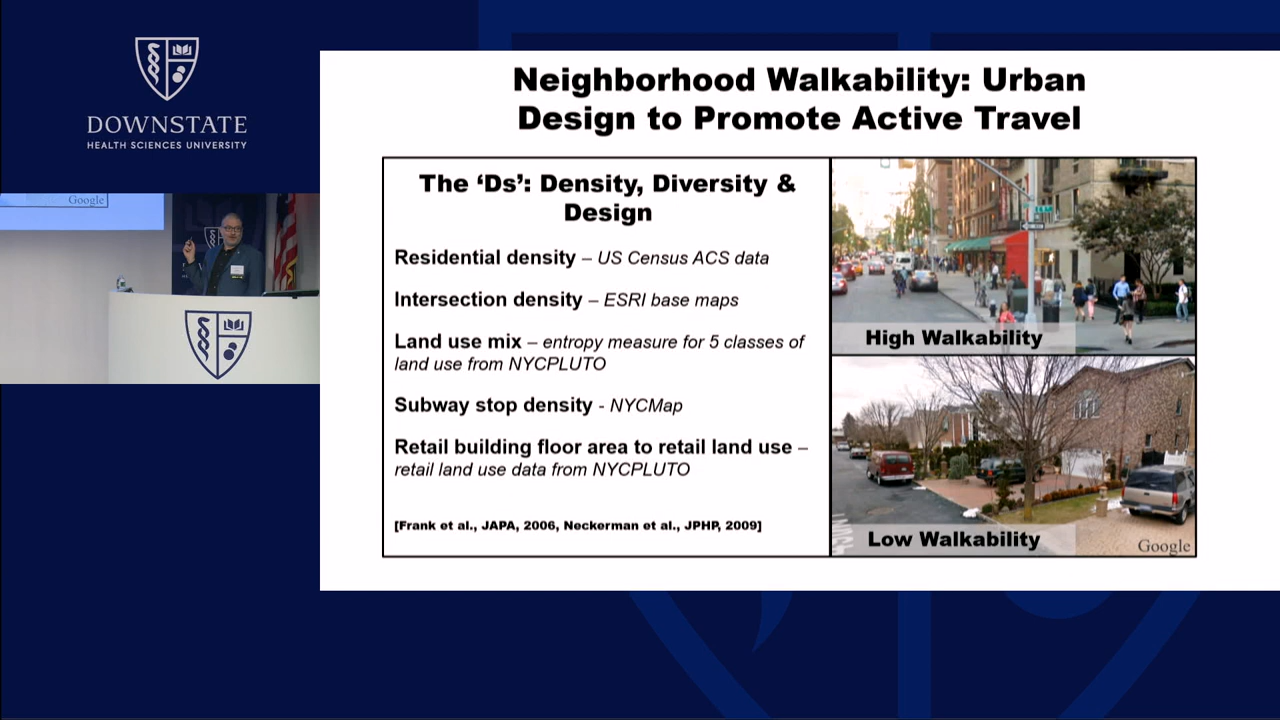 DOWNSTATE
HEALTH SCIENCES UNIVERSITY
Google
Neighborhood Walkability: Urban
Design to Promote Active Travel
The ‘Ds’: Density, Diversity &
Design
Residential density – US Census ACS data
Intersection density – ESRI base maps
Land use mix – entropy measure for 5 classes of
land use from NYCPLUTO
Subway stop density - NYCMap
Retail building floor area to retail land use –
retail land use data from NYCPLUTO
[Frank et al., JAPA, 2006, Neckerman et al., JPHP, 2009]
High Walkability
Low Walkability
Google